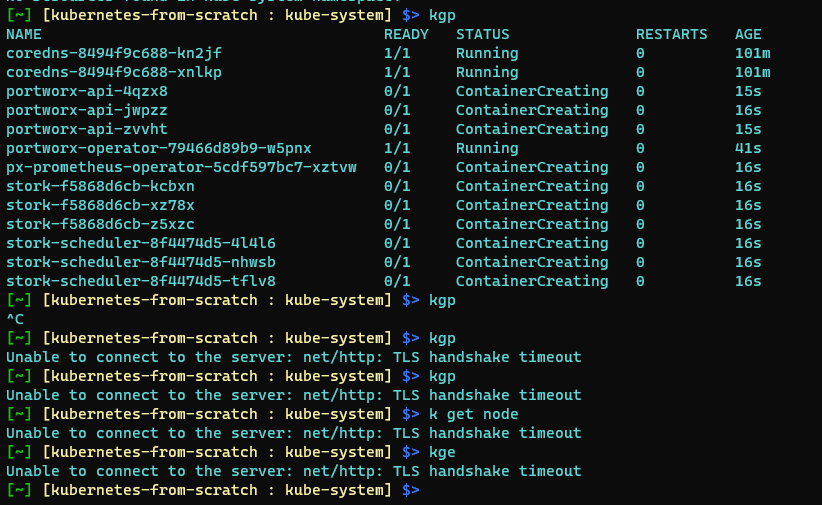 [~] [kubernetes-from-scratch : kube-system] $> kgp
NAME READY STATUS RESTARTS AGE
coredns-8494f9c688-kn2jf 1/1 Running 0 101m
coredns-8494f9c688-xnlkp 1/1 Running 0 101m
portworx-api-4qzx8 0/1 ContainerCreating 0 15s
portworx-api-jwpzz 0/1 ContainerCreating 0 16s
portworx-api-zvvht 0/1 ContainerCreating 0 15s
portworx-operator-79466d89b9-w5pnx 1/1 Running 0 41s
px-prometheus-operator-5cdf597bc7-xztvw 0/1 ContainerCreating 0 16s
stork-f5868d6cb-kcbxn 0/1 ContainerCreating 0 16s
stork-f5868d6cb-xz78x 0/1 ContainerCreating 0 16s
stork-f5868d6cb-z5xzc 0/1 ContainerCreating 0 16s
stork-scheduler-8f4474d5-4l4l6 0/1 ContainerCreating 0 16s
stork-scheduler-8f4474d5-nhwsb 0/1 ContainerCreating 0 16s
stork-scheduler-8f4474d5-tflv8 0/1 ContainerCreating 0 16s
[~] [kubernetes-from-scratch : kube-system] $> kgp
^C
[~] [kubernetes-from-scratch : kube-system] $> kgp
Unable to connect to the server: net/http: TLS handshake timeout
[~] [kubernetes-from-scratch : kube-system] $> kgp
Unable to connect to the server: net/http: TLS handshake timeout
[~] [kubernetes-from-scratch : kube-system] $> k get node
Unable to connect to the server: net/http: TLS handshake timeout
[~] [kubernetes-from-scratch : kube-system] $> kge
Unable to connect to the server: net/http: TLS handshake timeout
[~] [kubernetes-from-scratch : kube-system] $>